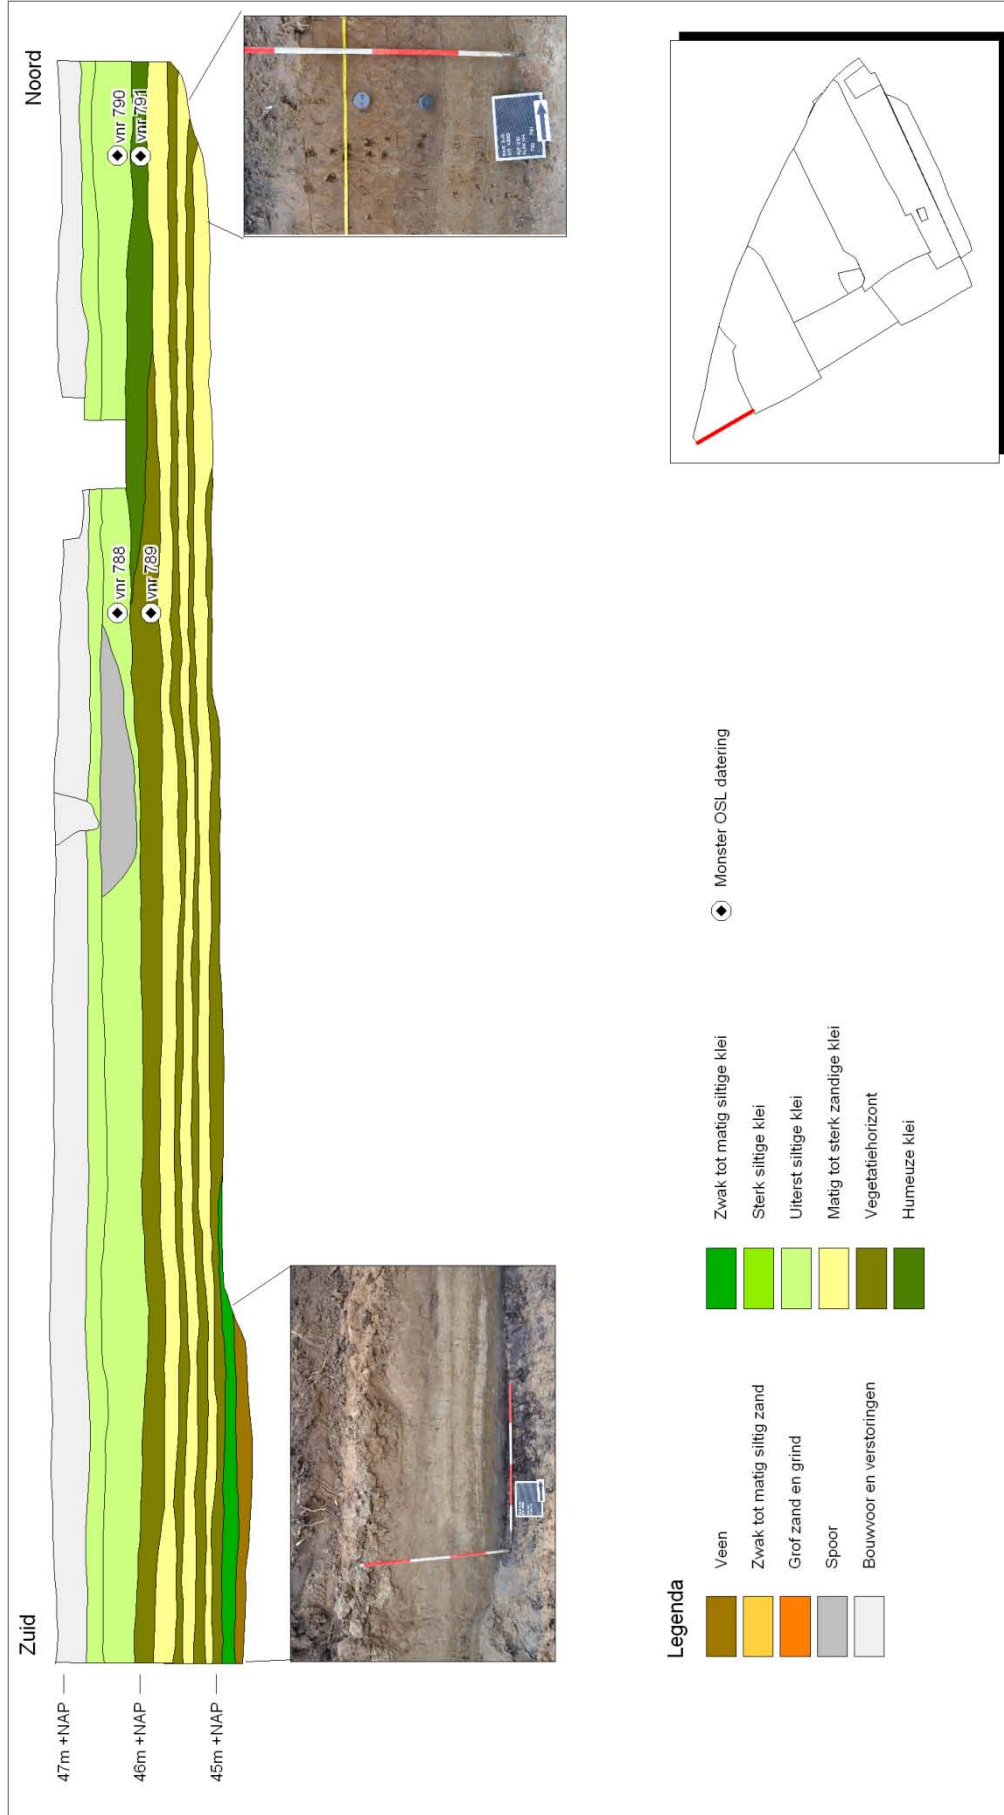 Zuid
Noord
47m +NAP
46m +NAP
45m +NAP
vnr 788
vnr 789
vnr 790
vnr 791
Legenda
Veen
Zwak tot matig siltig zand
Grof zand en grind
Spoor
Bouwvoor en verstoringen
Zwak tot matig siltige klei
Sterk siltige klei
Uiterst siltige klei
Matig tot sterk zandige klei
Vegetatiehorizont
Humeuze klei
Monster OSL datering